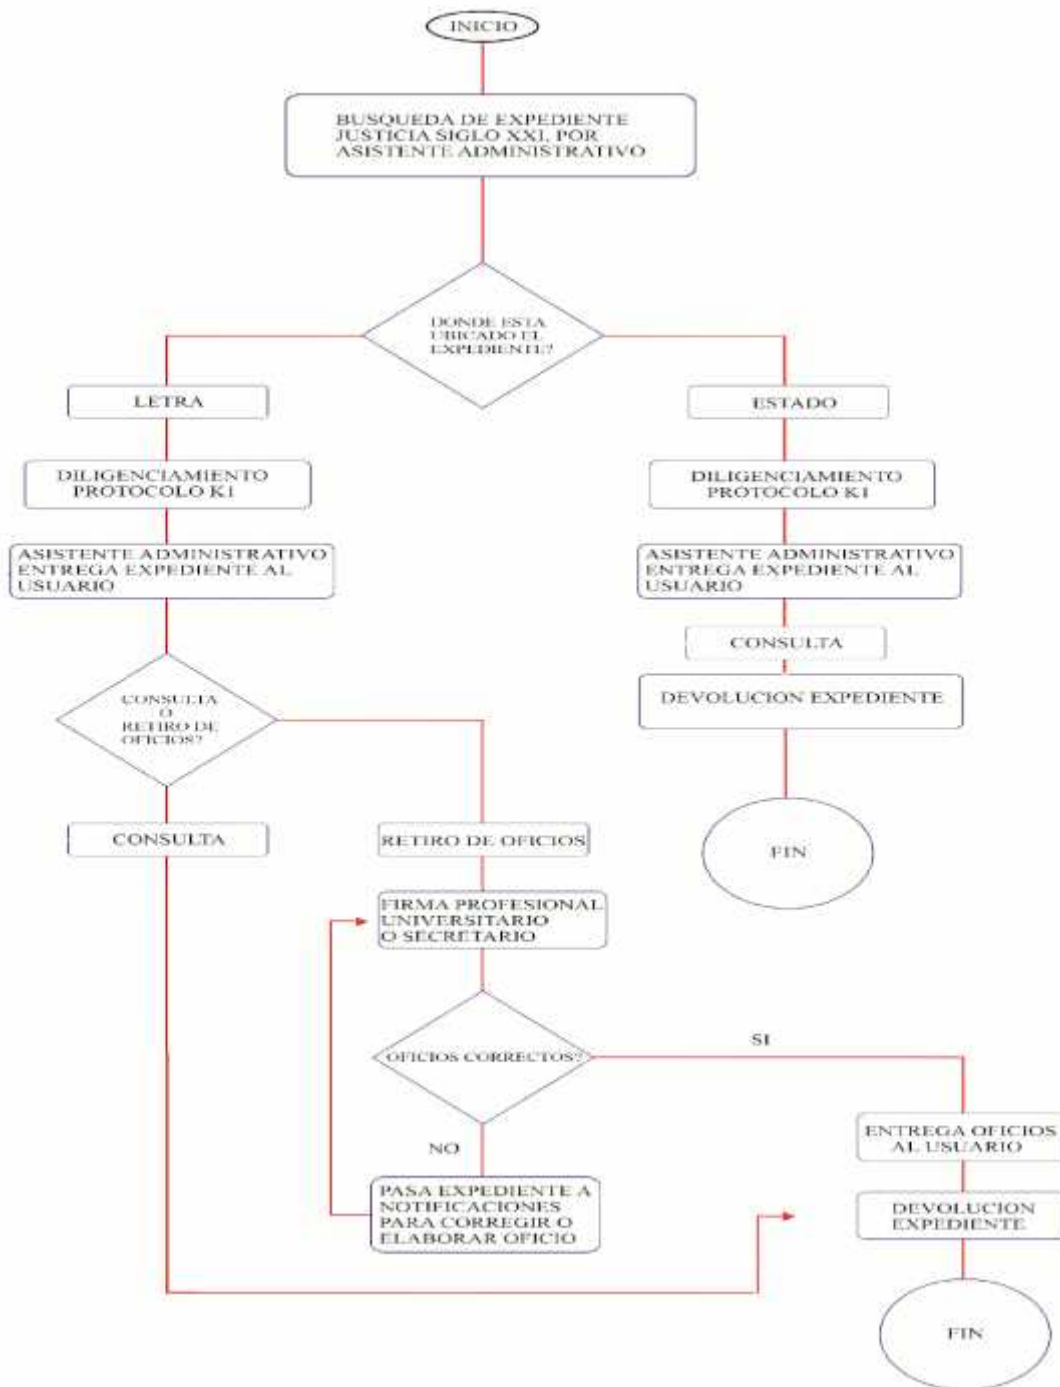 INICIO
BUSQUEDA DE EXPEDIENTE
JUSTICIA SIGLO XXI, POR
ASISTENTE ADMINISTRATIVO
DONDE ESTA
UBICADO EL
EXPEDIENTE?
LETRA
DILIGENCIAMIENTO
PROTOCOLO K1
ASISTENTE ADMINISTRATIVO
ENTREGA EXPEDIENTE AL
USUARIO
CONSULTA
O
RETIRO DE
OFICIOS?
CONSULTA
ESTADO
DILIGENCIAMIENTO
PROTOCOLO K1
ASISTENTE ADMINISTRATIVO
ENTREGA EXPEDIENTE AL
USUARIO
CONSULTA
DEVOLUCION EXPEDIENTE
FIN
RETIRO DE OFICIOS
FIRMA PROFESIONAL
UNIVERSITARIO
O SECRETARIO
OFICIOS CORRECTOS?
NO
PASA EXPEDIENTE A
NOTIFICACIONES
PARA CORREGIR O
ELABORAR OFICIO
SI
ENTREGA OFICIOS
AL USUARIO
DEVOLUCION
EXPEDIENTE
FIN